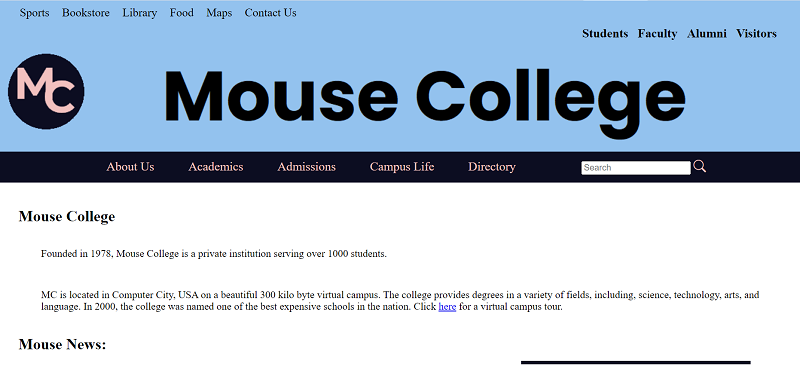 Sports Bookstore Library Food Maps Contact Us
Students Faculty Alumni Visitors
MC
Mouse College
About Us Academics Admissions Campus Life Directory Search
Mouse College
Founded in 1978, Mouse College is a private institution serving over 1000 students.
MC is located in Computer City, USA on a beautiful 300 kilo byte virtual campus. The college provides degrees in a variety of fields, including, science, technology, arts, and
language. In 2000, the college was named one of the best expensive schools in the nation. Click here for a virtual campus tour.
Mouse News: